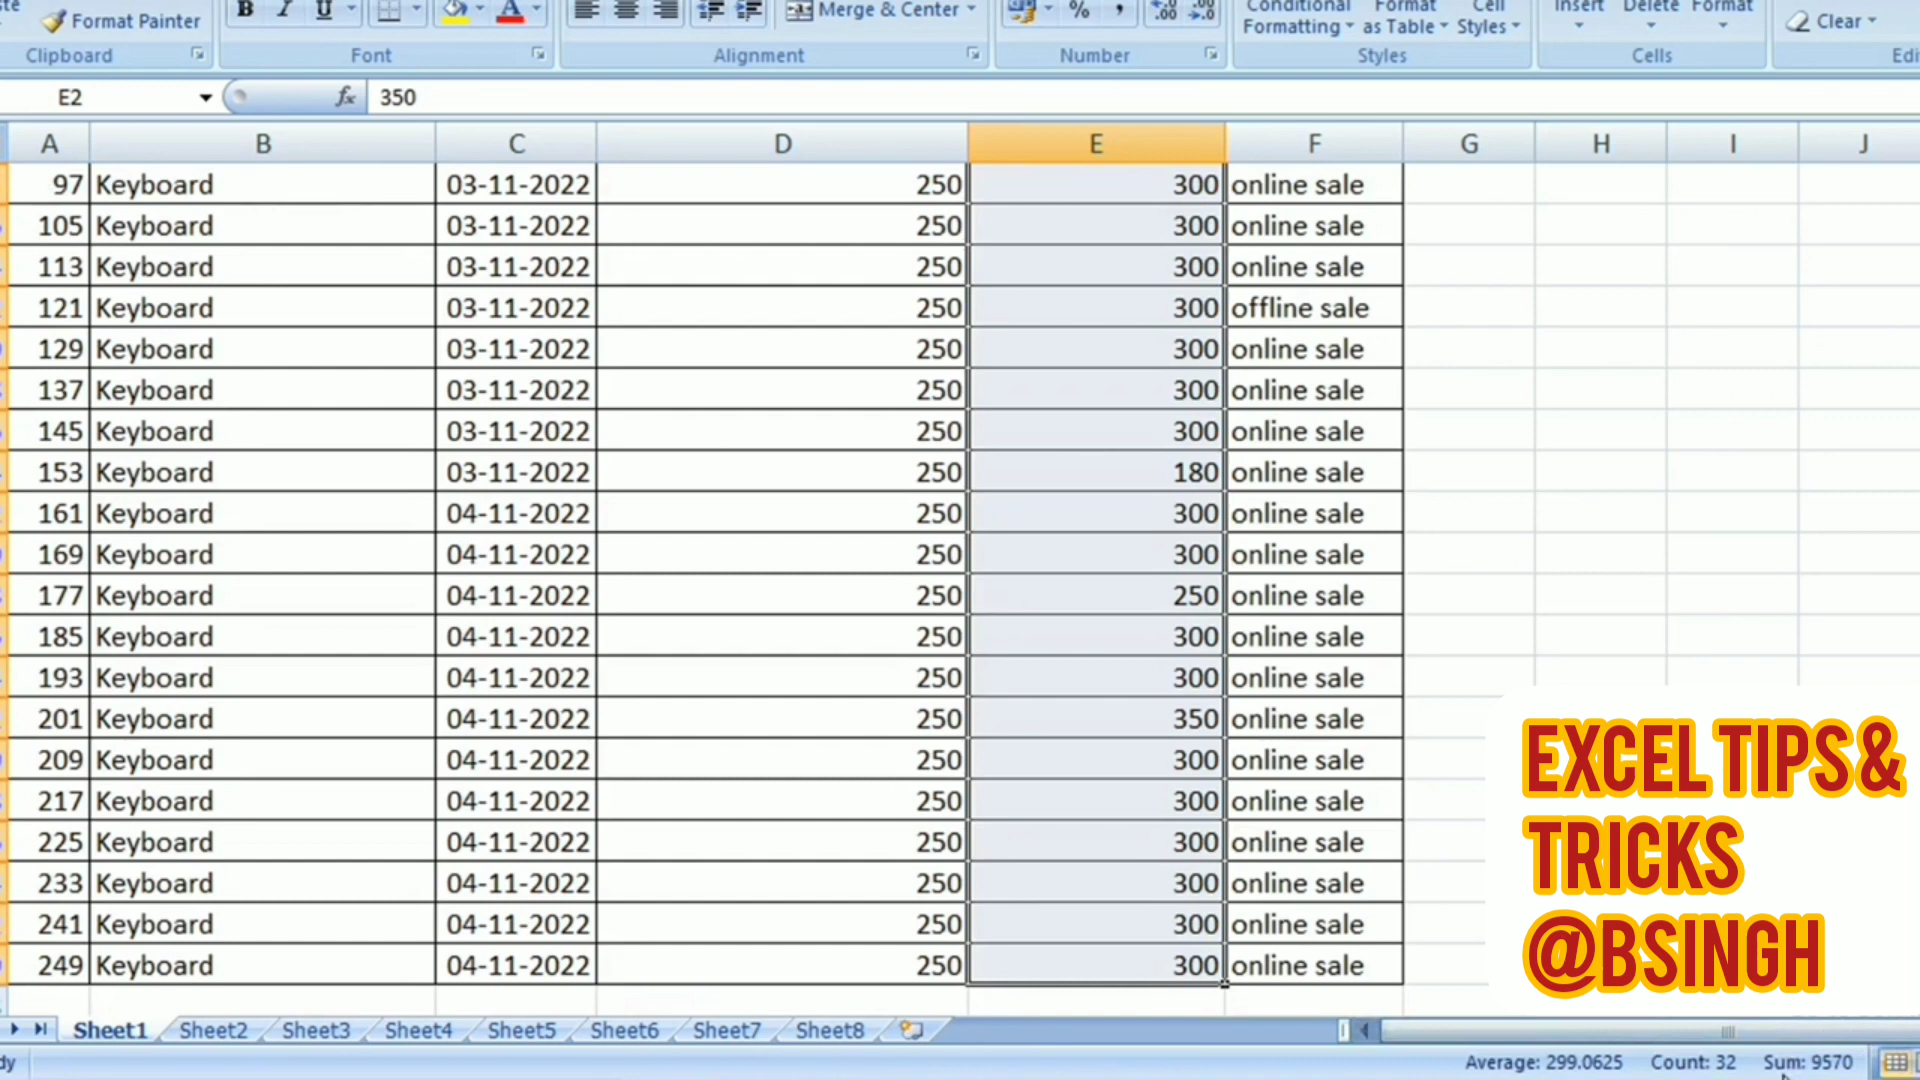 Format Painter
B I U A
Merge & Center
% ,
Conditional Formatting
Format as Table
Cell Styles
Insert Delete Format
Clear
Clipboard Font Alignment Number Styles Cells
E2 fx 350
A B C D E F G H I J
97 Keyboard 03-11-2022 250 300 online sale
105 Keyboard 03-11-2022 250 300 online sale
113 Keyboard 03-11-2022 250 300 online sale
121 Keyboard 03-11-2022 250 300 offline sale
129 Keyboard 03-11-2022 250 300 online sale
137 Keyboard 03-11-2022 250 300 online sale
145 Keyboard 03-11-2022 250 300 online sale
153 Keyboard 03-11-2022 250 180 online sale
161 Keyboard 04-11-2022 250 300 online sale
169 Keyboard 04-11-2022 250 300 online sale
177 Keyboard 04-11-2022 250 250 online sale
185 Keyboard 04-11-2022 250 300 online sale
193 Keyboard 04-11-2022 250 300 online sale
201 Keyboard 04-11-2022 250 350 online sale
209 Keyboard 04-11-2022 250 300 online sale
217 Keyboard 04-11-2022 250 300 online sale
225 Keyboard 04-11-2022 250 300 online sale
233 Keyboard 04-11-2022 250 300 online sale
241 Keyboard 04-11-2022 250 300 online sale
249 Keyboard 04-11-2022 250 300 online sale
EXCEL TIPS &
TRICKS
@BSINGH
Sheet1 Sheet2 Sheet3 Sheet4 Sheet5 Sheet6 Sheet7 Sheet8
Average: 299.0625 Count: 32 Sum: 9570